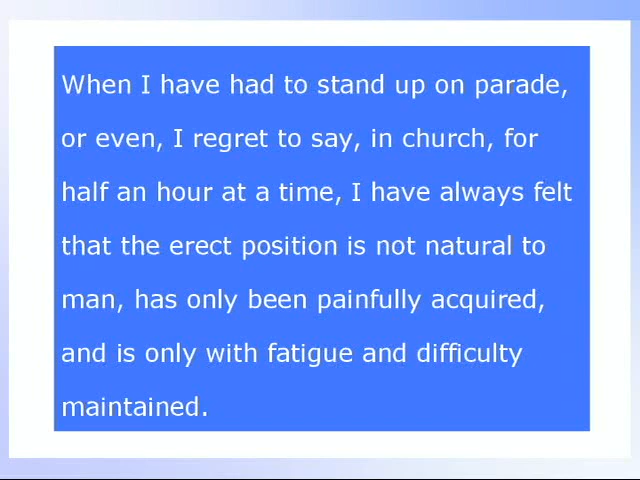 When I have had to stand up on parade,
or even, I regret to say, in church, for
half an hour at a time, I have always felt
that the erect position is not natural to
man, has only been painfully acquired,
and is only with fatigue and difficulty
maintained.